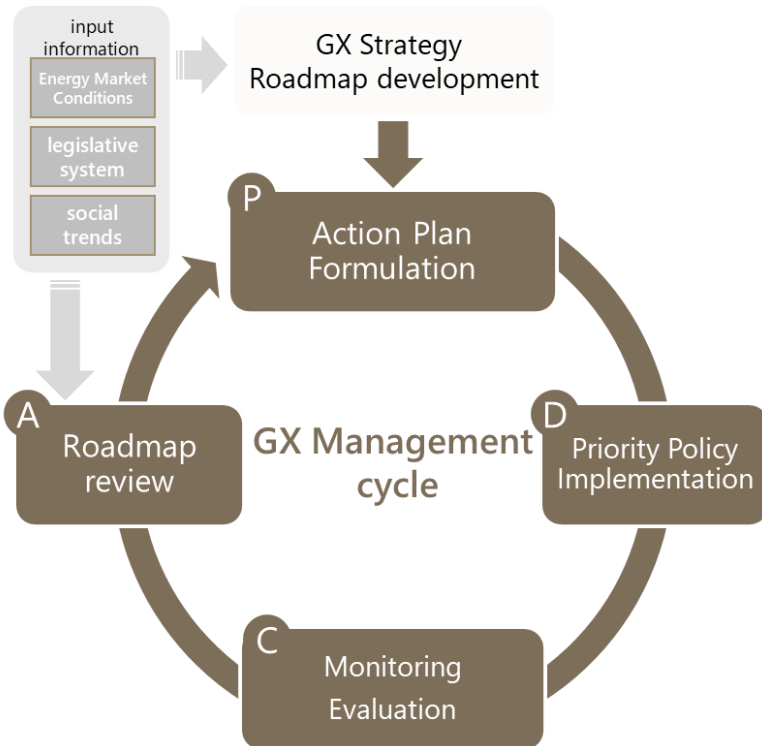 input
information
Energy Market
Conditions
legislative
system
social
trends
GX Strategy
Roadmap development
P
Action Plan
Formulation
A
Roadmap
review
GX Management
cycle
D
Priority Policy
Implementation
C
Monitoring
Evaluation